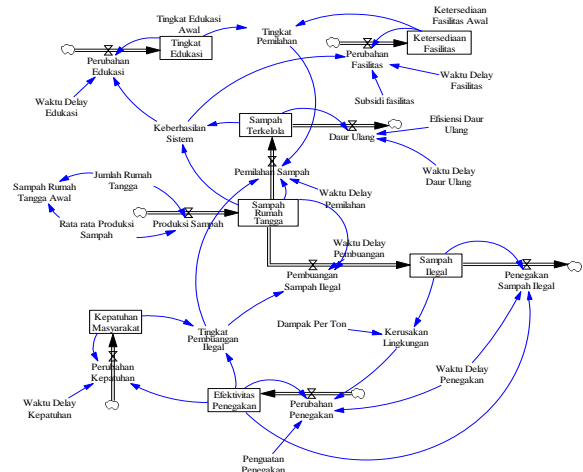 Tingkat Edukasi
Awal
Tingkat
Edukasi
Perubahan
Edukasi
Waktu Delay
Edukasi
Tingkat
Pemilahan
Ketersediaan
Fasilitas Awal
Ketersediaan
Fasilitas
Perubahan
Fasilitas
Waktu Delay
Fasilitas
Subsidi fasilitas
Keberhasilan
Sistem
Sampah
Terkelola
Daur Ulang
Efisiensi Daur
Ulang
Waktu Delay
Daur Ulang
Pemilahan Sampah
Waktu Delay
Pemilahan
Jumlah Rumah
Tangga
Sampah Rumah
Tangga Awal
Rata rata Produksi
Sampah
Produksi Sampah
Sampah
Rumah
Tangga
Waktu Delay
Pembuangan
Pembuangan
Sampah Ilegal
Sampah
Ilegal
Penegakan
Sampah Ilegal
Kepatuhan
Masyarakat
Perubahan
Kepatuhan
Waktu Delay
Kepatuhan
Tingkat
Pembuangan
Ilegal
Dampak Per Ton
Kerusakan
Lingkungan
Waktu Delay
Penegakan
Efektivitas
Penegakan
Perubahan
Penegakan
Penguatan
Penegakan